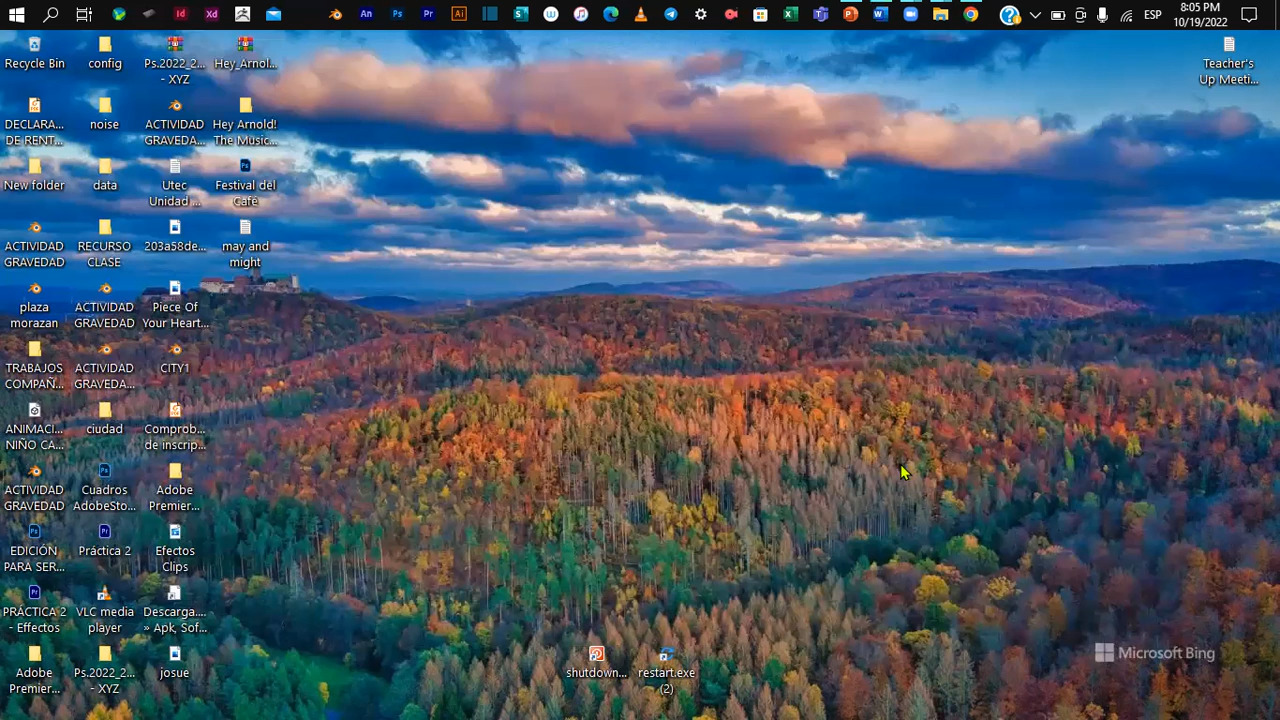 8:05 PM
ESP
10/19/2022
Recycle Bin
config
Ps.2022_2...
- XYZ
Hey_Arnol...
Teacher's
Up Meeti...
DECLARA...
DE RENT...
noise
ACTIVIDAD
GRAVEDA...
Hey Arnold!
The Music...
New folder
data
Utec
Unidad ...
Festival del
Café
ACTIVIDAD
GRAVEDAD
RECURSO
CLASE
203a58de...
may and
might
plaza
morazan
ACTIVIDAD
GRAVEDAD
Piece Of
Your Heart...
TRABAJOS
COMPAÑ...
ACTIVIDAD
GRAVEDA...
CITY1
ANIMACI...
NIÑO CA...
ciudad
Comprob...
de inscrip...
ACTIVIDAD
GRAVEDAD
Cuadros
AdobeSto...
Adobe
Premier...
EDICIÓN
PARA SER...
Práctica 2
Efectos
Clips
PRÁCTICA 2
- Efectos
VLC media
player
Descarga....
» Apk, Sof...
Adobe
Premier...
Ps.2022_2...
- XYZ
josue
shutdown...
restart.exe
(2)
Microsoft Bing